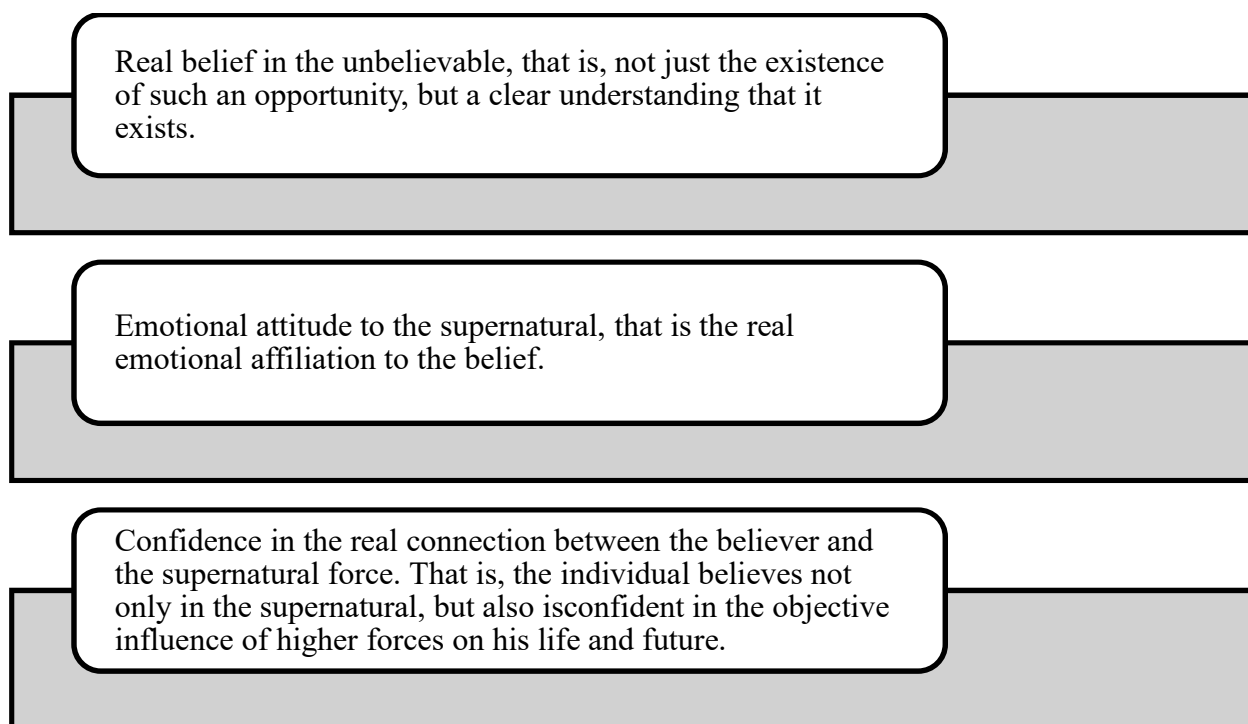 Real belief in the unbelievable, that is, not just the existence
of such an opportunity, but a clear understanding that it
exists.
Emotional attitude to the supernatural, that is the real
emotional affiliation to the belief.
Confidence in the real connection between the believer and
the supernatural force. That is, the individual believes not
only in the supernatural, but also isconfident in the objective
influence of higher forces on his life and future.